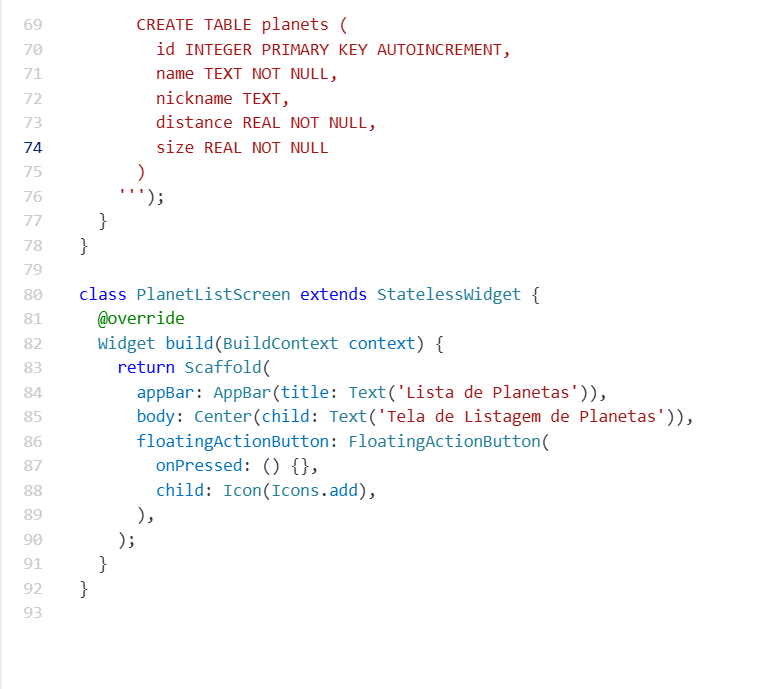 69 CREATE TABLE planets (
70 id INTEGER PRIMARY KEY AUTOINCREMENT,
71 name TEXT NOT NULL,
72 nickname TEXT,
73 distance REAL NOT NULL,
74 size REAL NOT NULL
75 )
76 ''');
77 }
78 }
79
80 class PlanetListScreen extends StatelessWidget {
81 @override
82 Widget build(BuildContext context) {
83 return Scaffold(
84 appBar: AppBar(title: Text('Lista de Planetas')),
85 body: Center(child: Text('Tela de Listagem de Planetas')),
86 floatingActionButton: FloatingActionButton(
87 onPressed: () {},
88 child: Icon(Icons.add),
89 ),
90 );
91 }
92 }
93